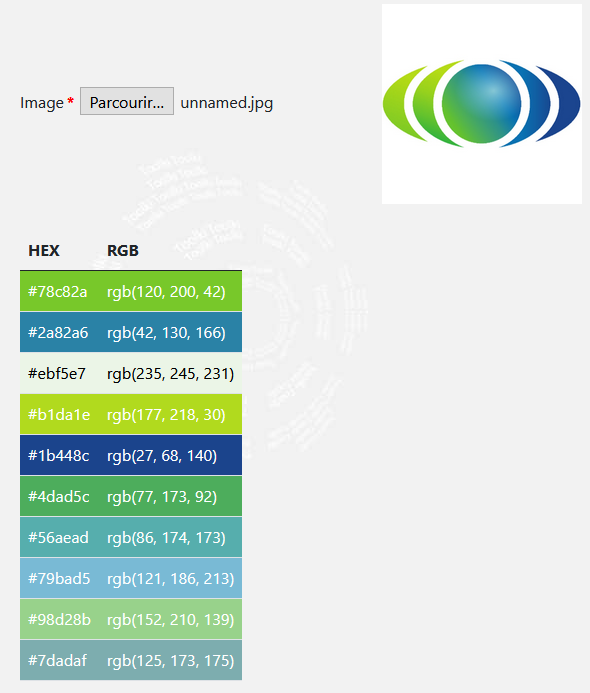 Image * Parcourir... unnamed.jpg
HEX RGB
#78c82a rgb(120, 200, 42)
#2a82a6 rgb(42, 130, 166)
#ebf5e7 rgb(235, 245, 231)
#b1da1e rgb(177, 218, 30)
#1b448c rgb(27, 68, 140)
#4dad5c rgb(77, 173, 92)
#56aead rgb(86, 174, 173)
#79bad5 rgb(121, 186, 213)
#98d28b rgb(152, 210, 139)
#7dadaf rgb(125, 173, 175)